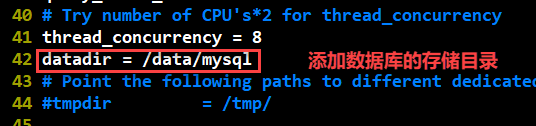 40 # Try number of CPU's*2 for thread_concurrency
41 thread_concurrency = 8
42 datadir = /data/mysql 添加数据库的存储目录
43 # Point the following paths to different dedicated
44 #tmpdir = /tmp/
45